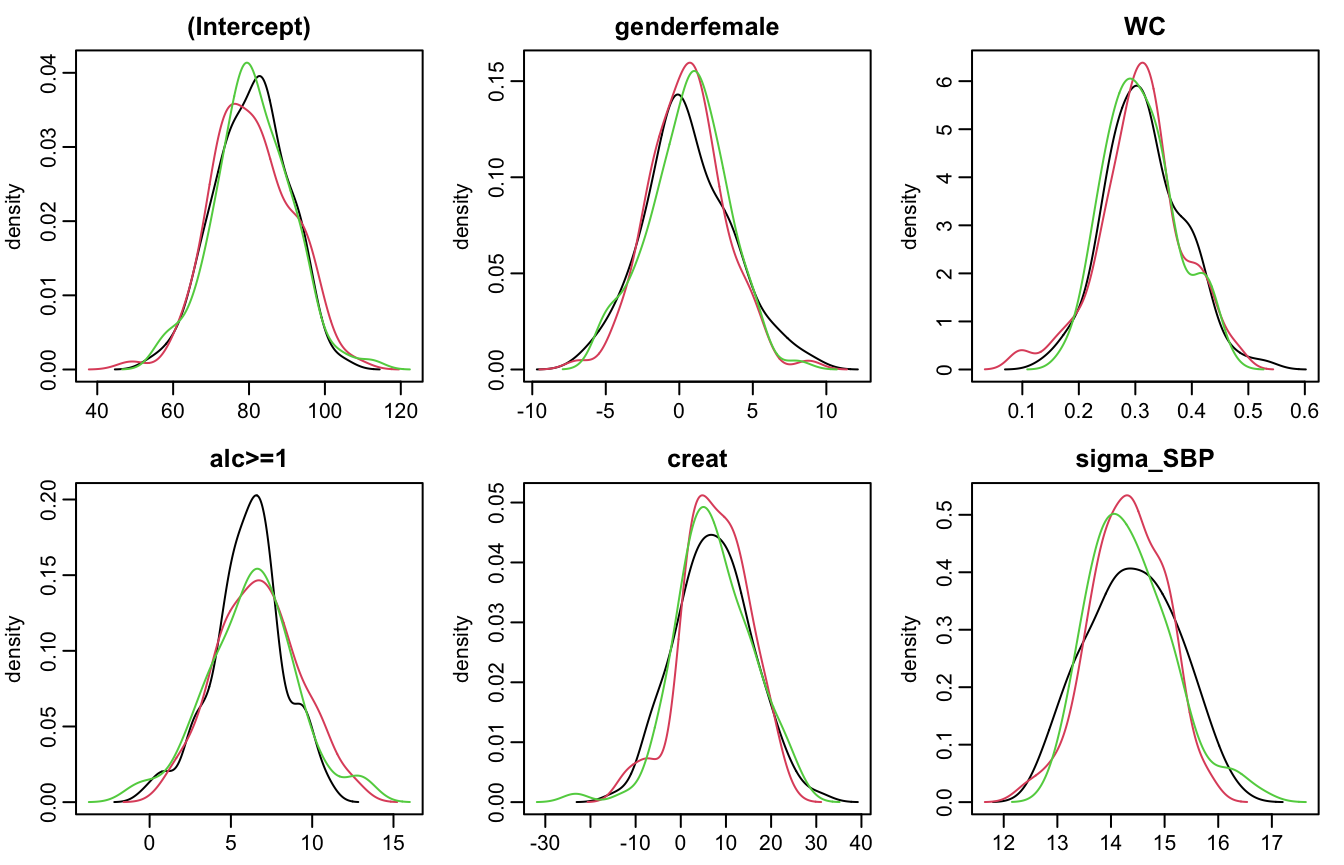 (Intercept)
density
0.00 0.01 0.02 0.03 0.04
40 60 80 100 120
genderfemale
density
0.00 0.05 0.10 0.15
-10 -5 0 5 10
WC
density
0 1 2 3 4 5 6
0.1 0.2 0.3 0.4 0.5 0.6
alc>=1
density
0.00 0.05 0.10 0.15 0.20
0 5 10 15
creat
density
0.00 0.01 0.02 0.03 0.04 0.05
-30 -10 0 10 20 30 40
sigma_SBP
density
0.0 0.1 0.2 0.3 0.4 0.5
12 13 14 15 16 17